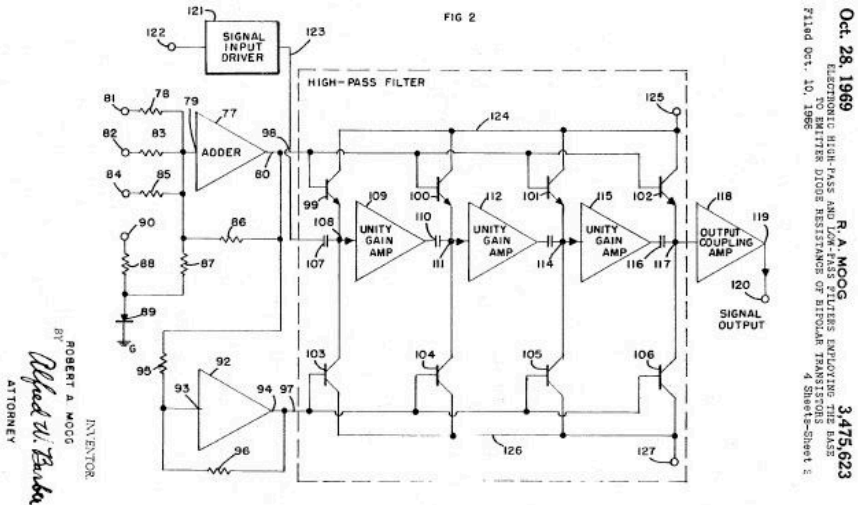 Oct. 28, 1969
R. A. MOOG
3,475,623
ELECTRONIC HIGH-PASS AND LOW-PASS FILTERS EMPLOYING THE BASE
TO EMITTER DIODE RESISTANCE OF BIPOLAR TRANSISTORS
Filed Oct. 10, 1966
4 Sheets-Sheet 2
FIG 2
121
122
SIGNAL
INPUT
DRIVER
123
HIGH-PASS FILTER
81
78
79
77
98
124
125
82
83
ADDER
80
84
85
99
100
101
102
109
112
115
118
90
86
108
UNITY
GAIN
AMP
110
UNITY
GAIN
AMP
UNITY
GAIN
AMP
OUTPUT
COUPLING
AMP
119
107
111
114
116
117
88
87
120
SIGNAL
OUTPUT
89
G
103
104
105
106
95
92
93
94
97
96
126
127
INVENTOR.
ROBERT A. MOOG
BY
Alfred W. Barber
ATTORNEY